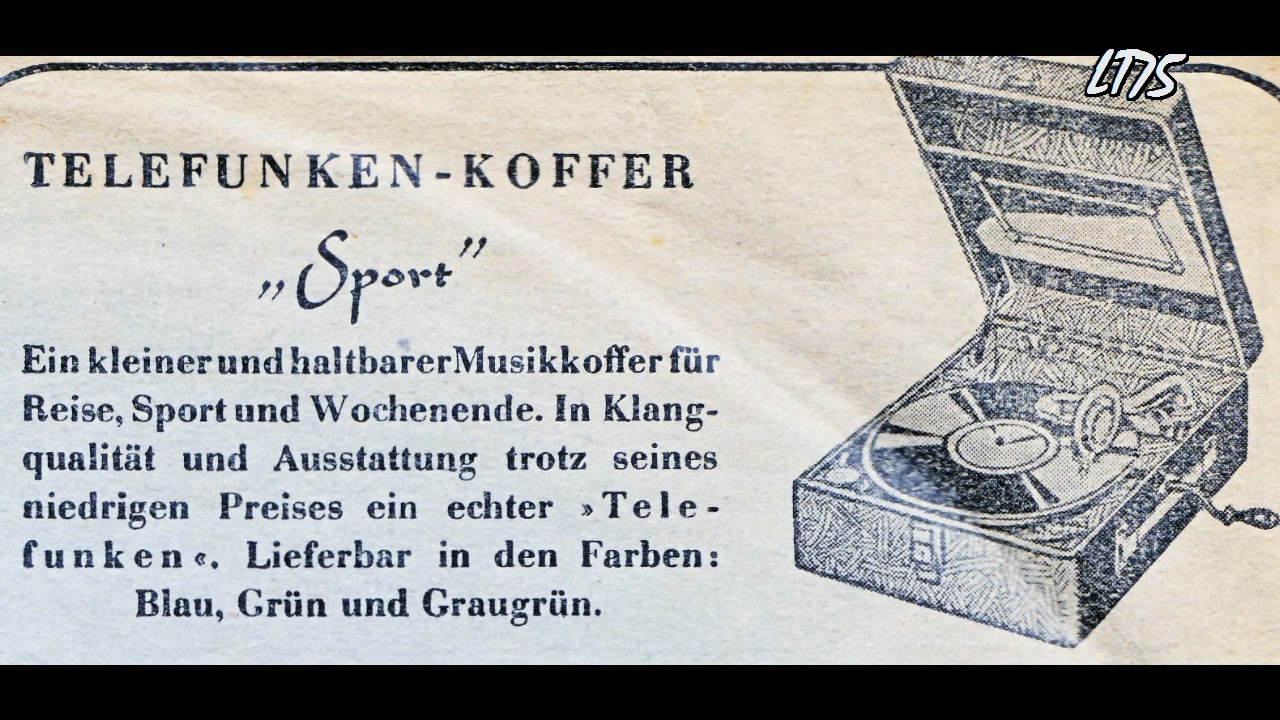 LTNS
TELEFUNKEN-KOFFER
„Sport”
Ein kleiner und haltbarer Musikkoffer für
Reise, Sport und Wochenende. In Klang-
qualität und Ausstattung trotz seines
niedrigen Preises ein echter »Tele-
funken«. Lieferbar in den Farben:
Blau, Grün und Graugrün.